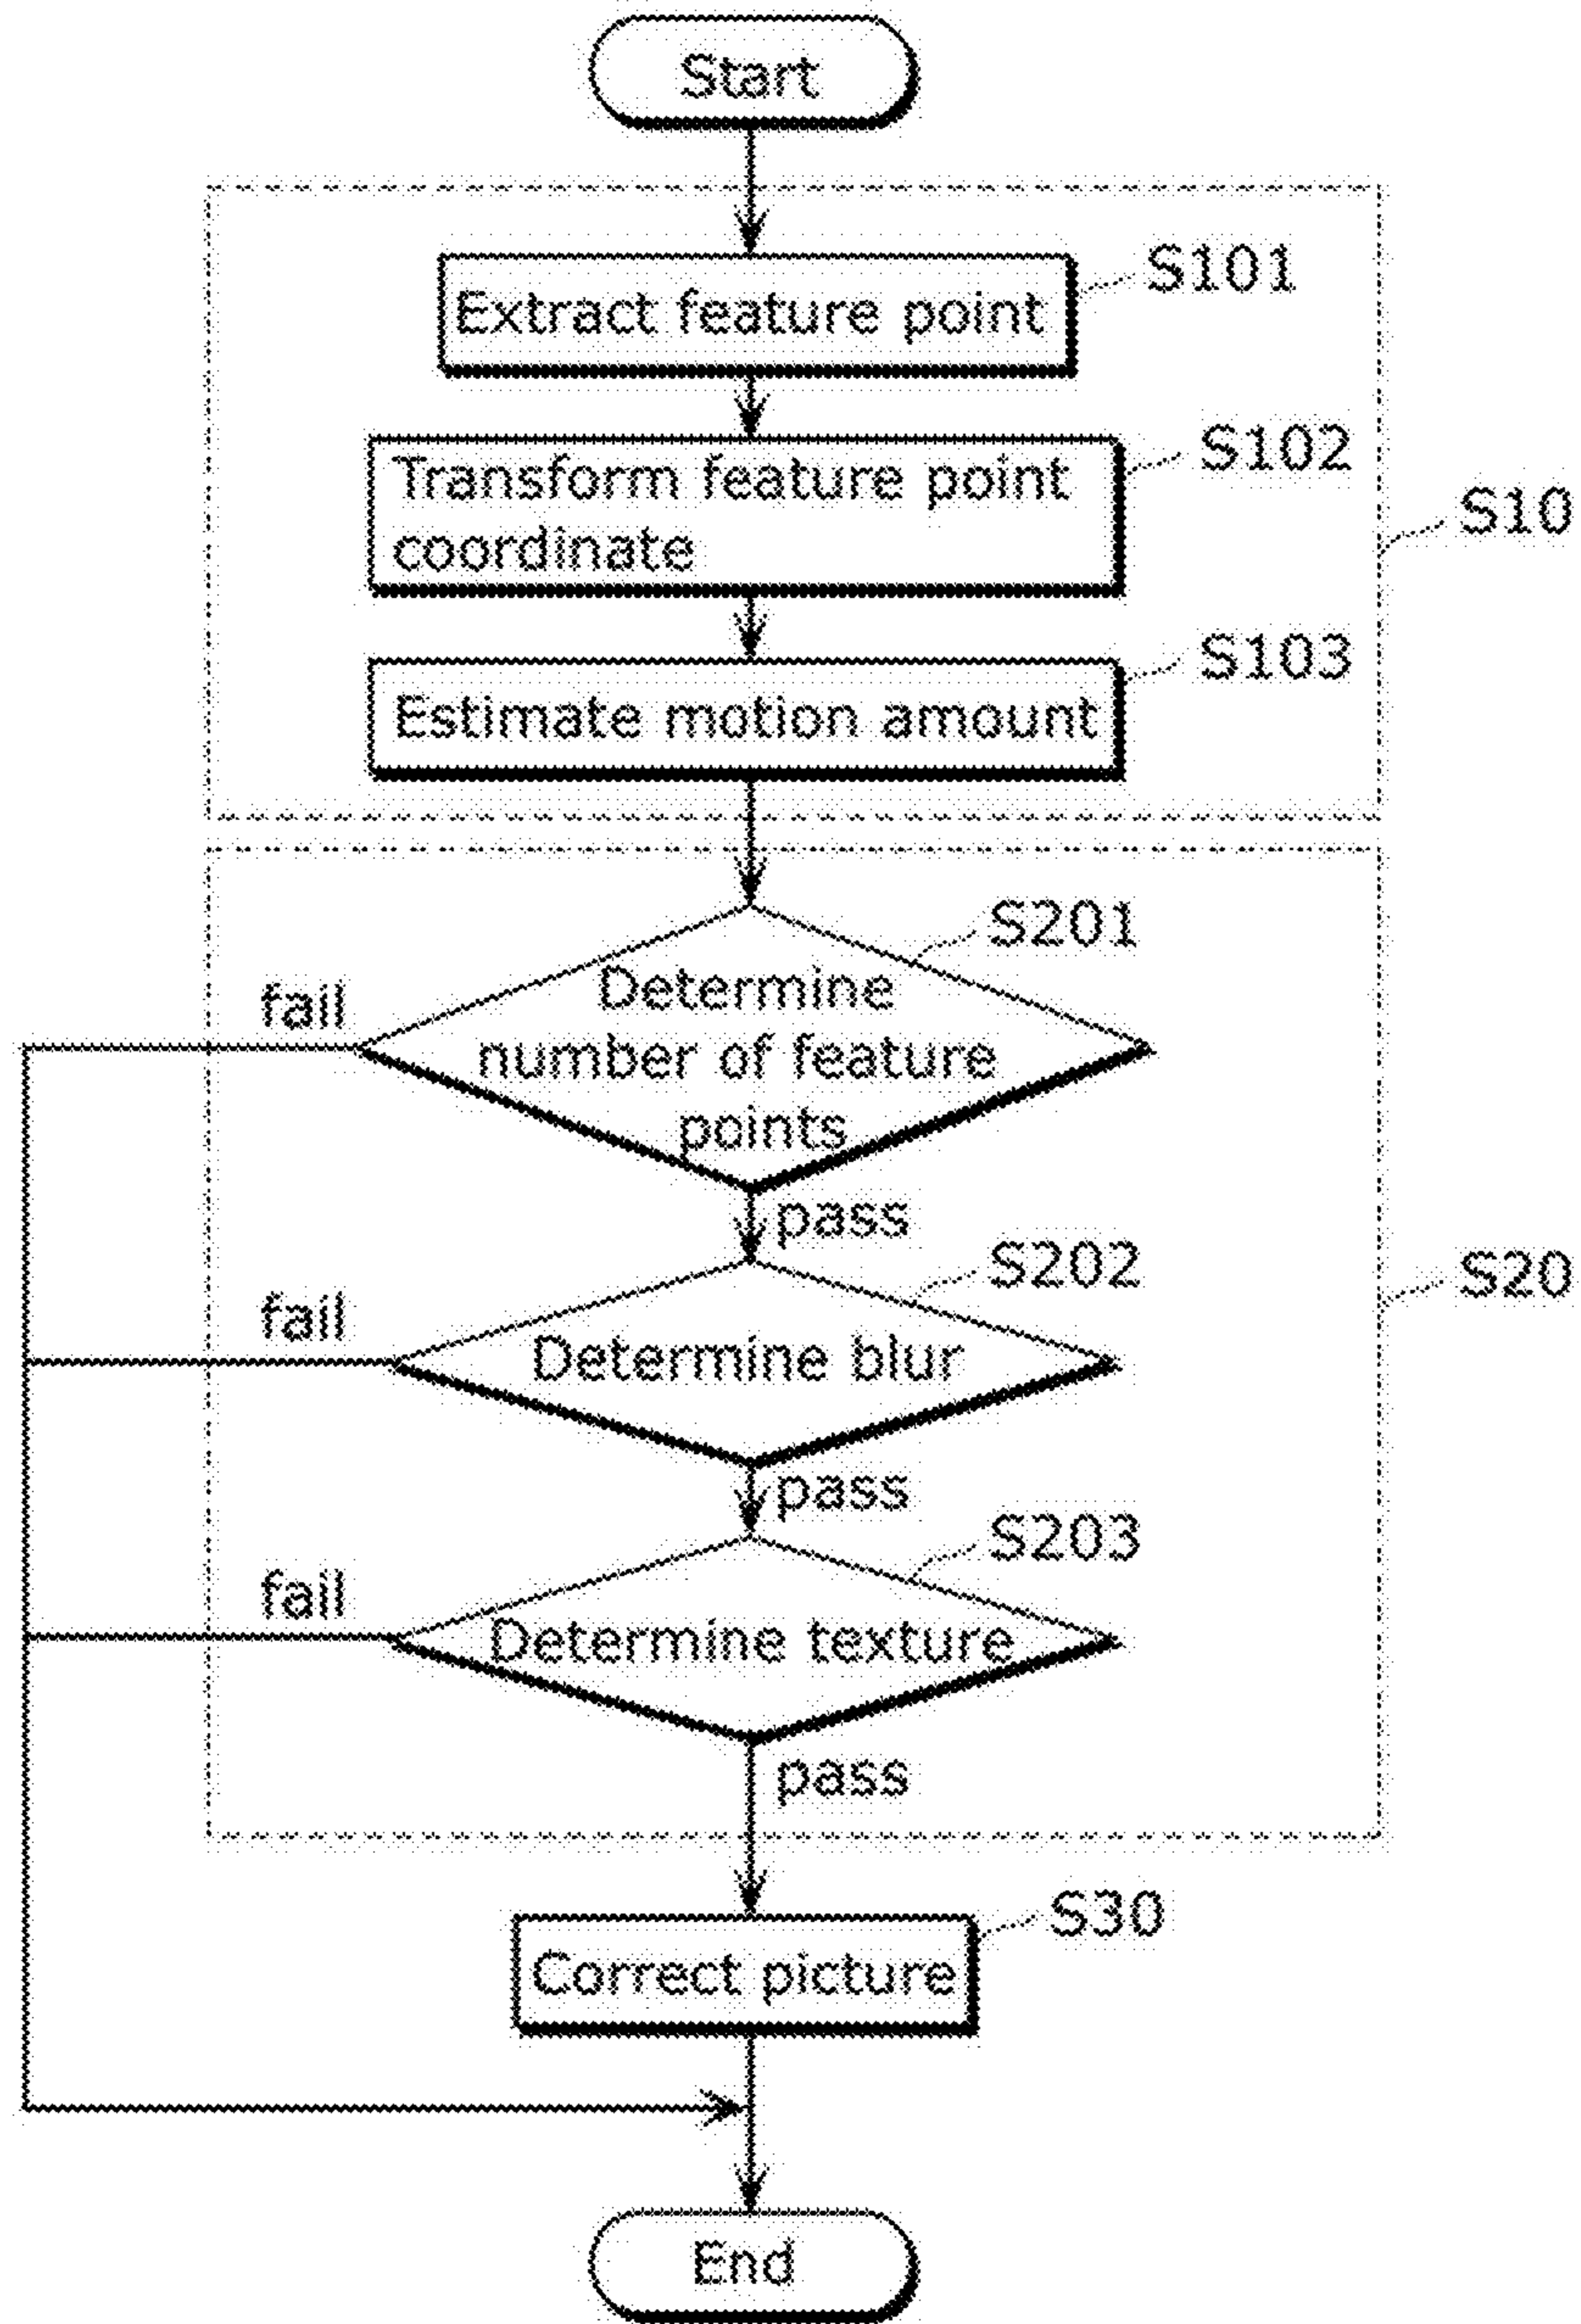 Start
S101
Extract feature point
S102
Transform feature point
coordinate
S10
S103
Estimate motion amount
S201
fail
Determine
number of feature
points
pass
S202
S20
fail
Determine blur
pass
S203
fail
Determine texture
pass
S30
Correct picture
End